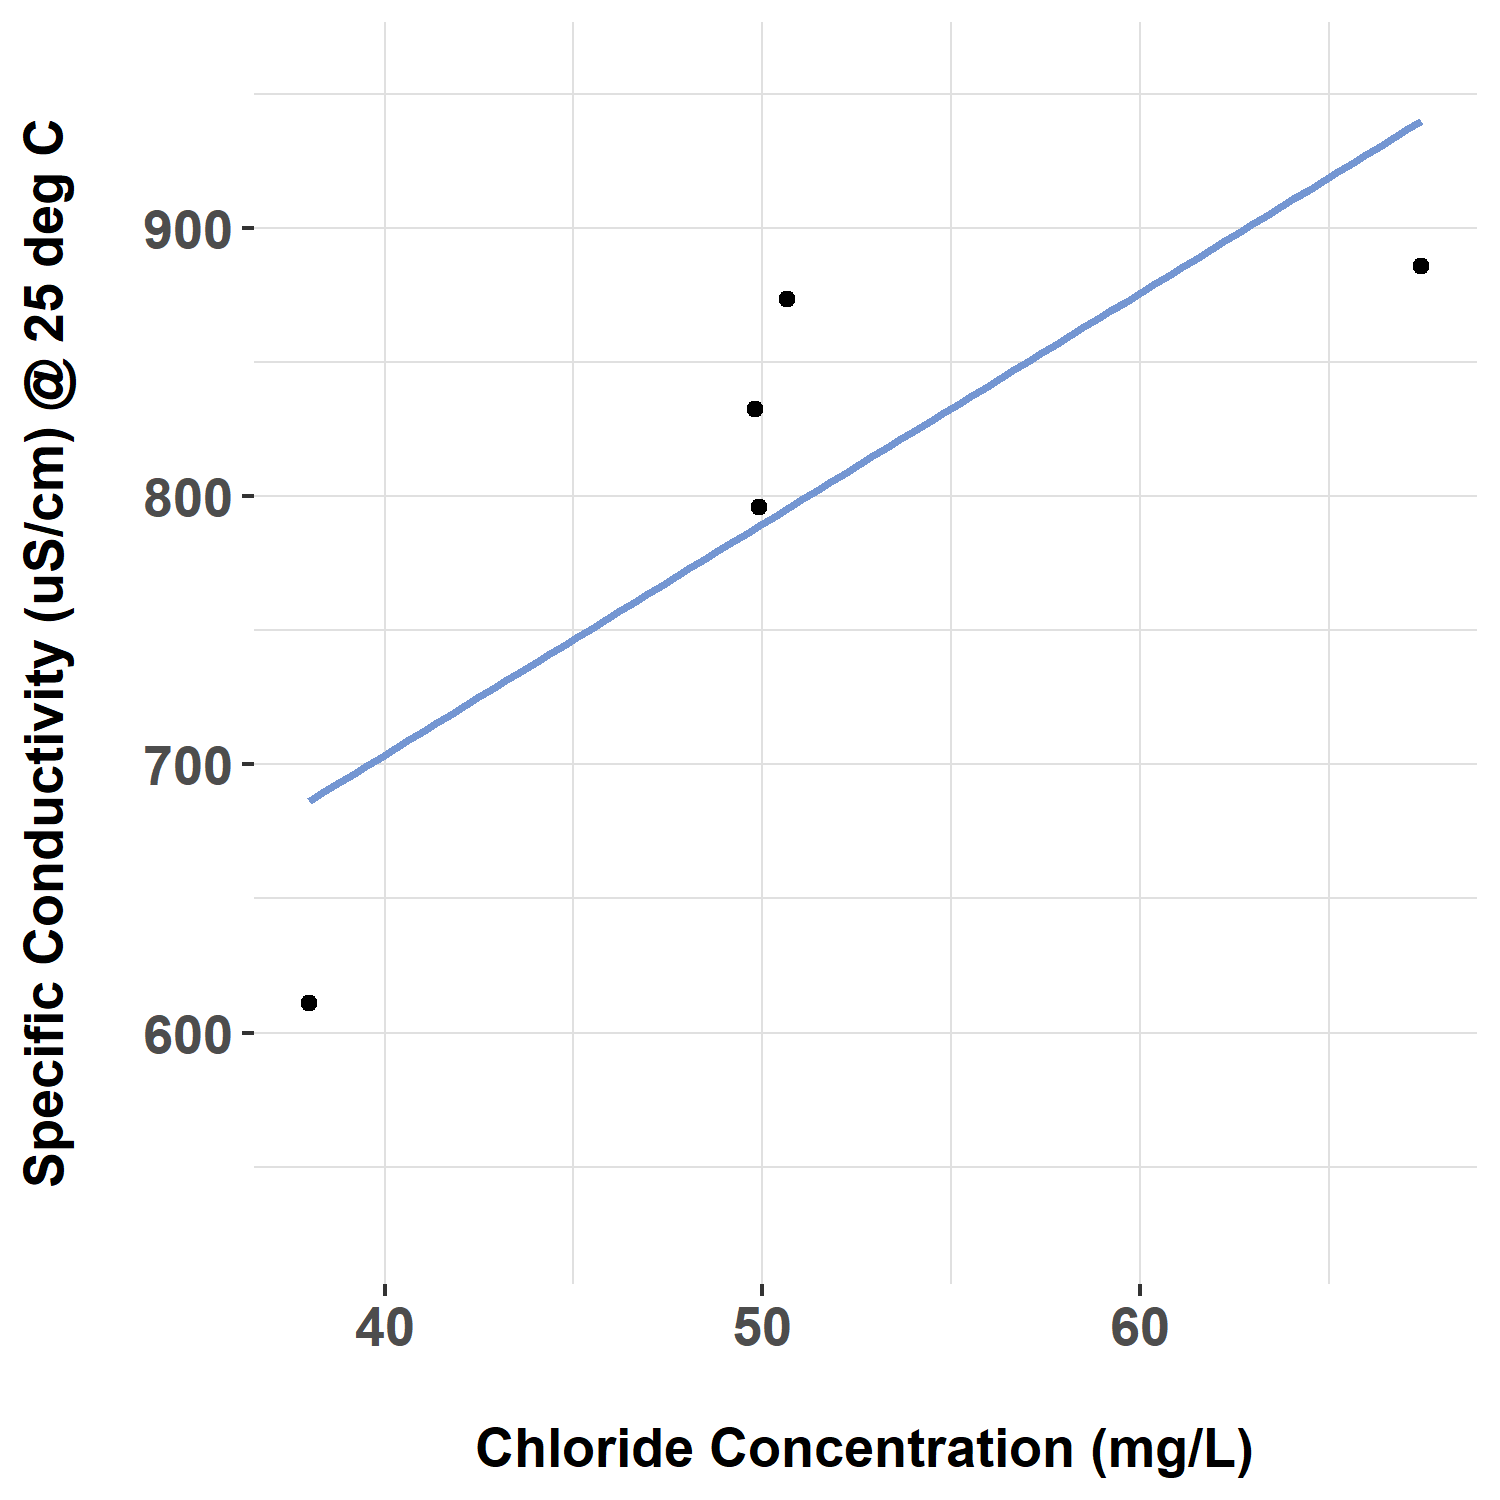 Specific Conductivity (uS/cm) @ 25 deg C
900
800
700
600
40 50 60
Chloride Concentration (mg/L)